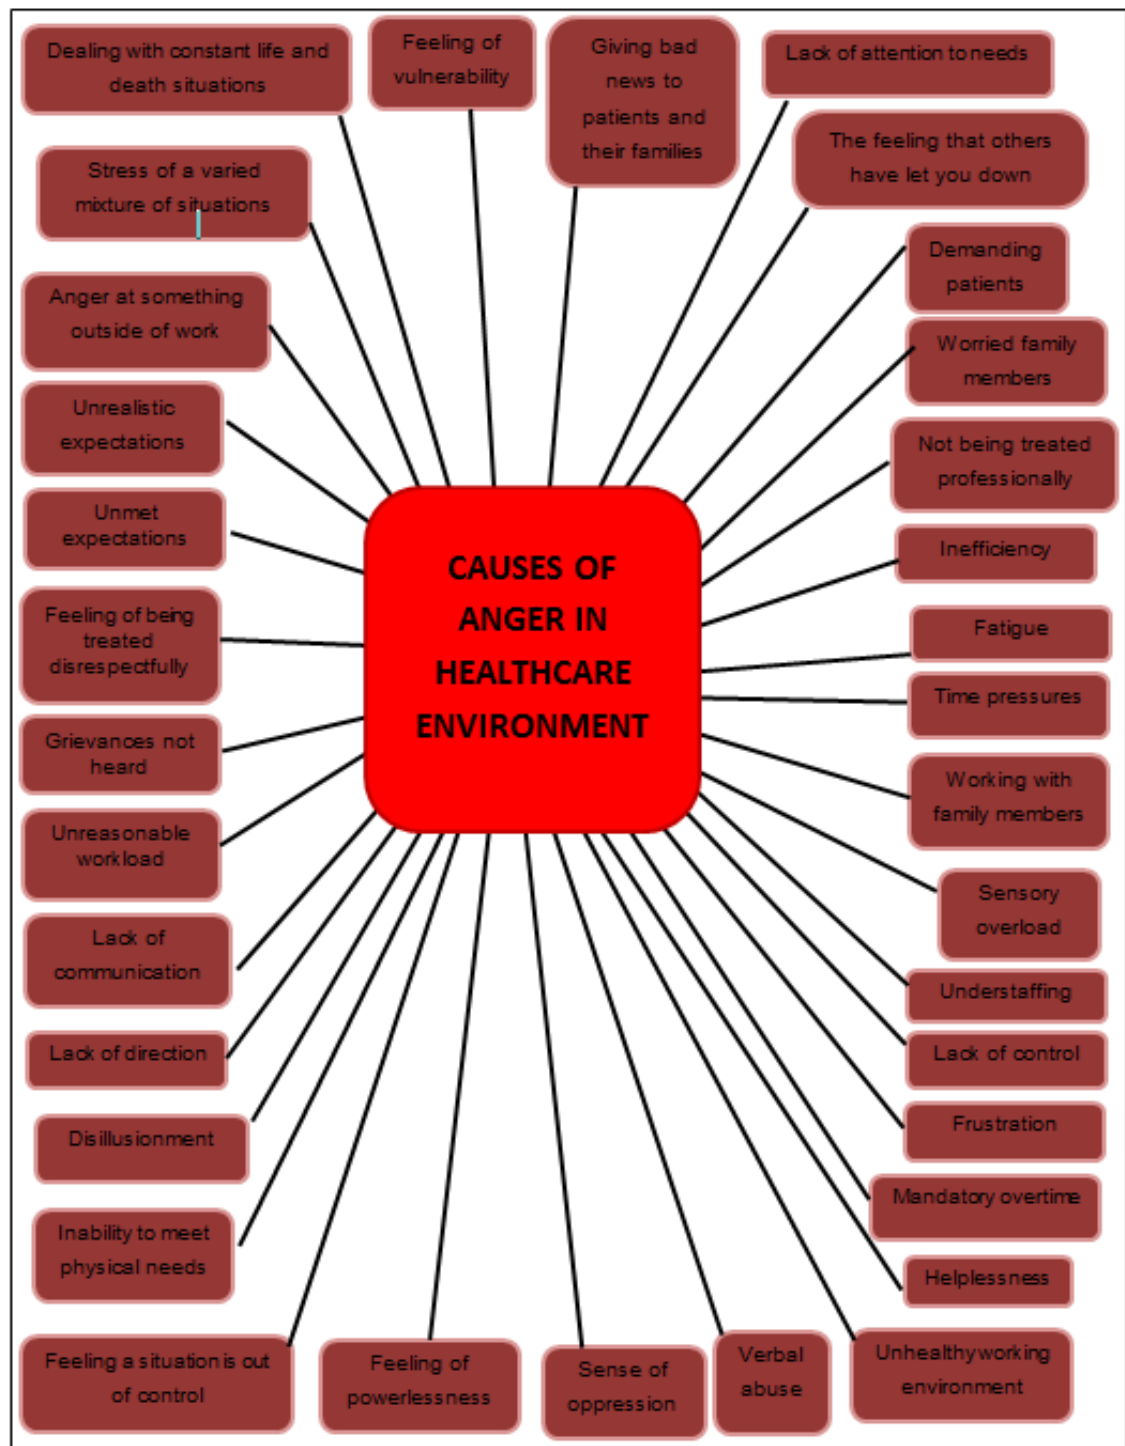 Dealing with constant life and
death situations
Feeling of
vulnerability
Giving bad
news to
patients and
their families
Lack of attention to needs
The feeling that others
have let you down
Stress of a varied
mixture of situations
Demanding
patients
Anger at something
outside of work
Worried family
members
Unrealistic
expectations
Not being treated
professionally
Unmet
expectations
Inefficiency
CAUSES OF
ANGER IN
HEALTHCARE
ENVIRONMENT
Feeling of being
treated
disrespectfully
Fatigue
Time pressures
Grievances not
heard
Working with
family members
Unreasonable
workload
Sensory
overload
Lack of
communication
Understaffing
Lack of direction
Lack of control
Disillusionment
Frustration
Inability to meet
physical needs
Mandatory overtime
Helplessness
Feeling a situation is out
of control
Feeling of
powerlessness
Sense of
oppression
Verbal
abuse
Unhealthy working
environment